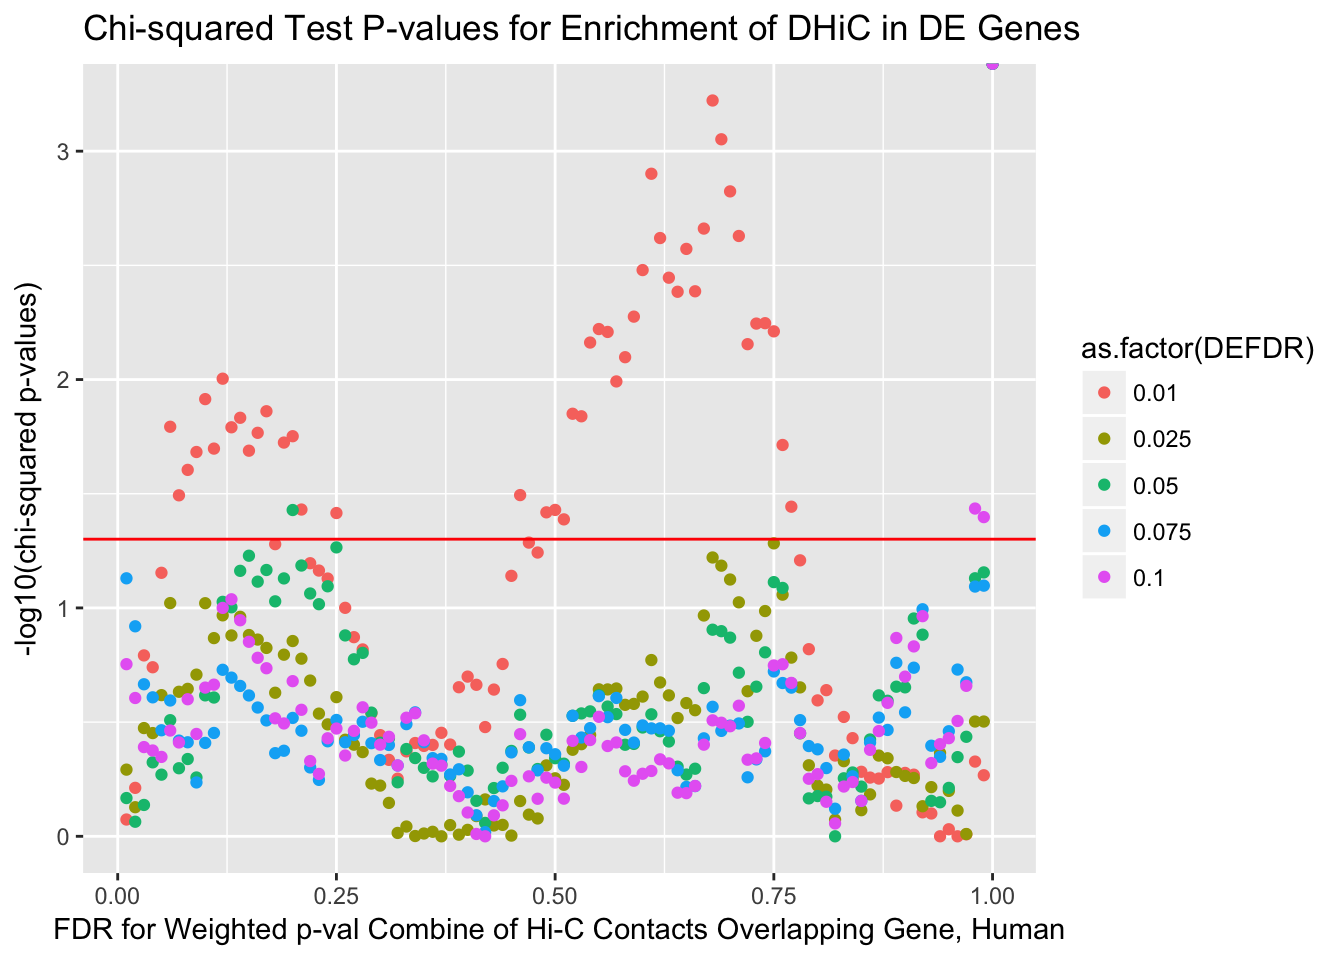 Chi-squared Test P-values for Enrichment of DHiC in DE Genes
-log10(chi-squared p-values)
3
2
1
0
0.00 0.25 0.50 0.75 1.00
FDR for Weighted p-val Combine of Hi-C Contacts Overlapping Gene, Human
as.factor(DEFDR)
0.01
0.025
0.05
0.075
0.1